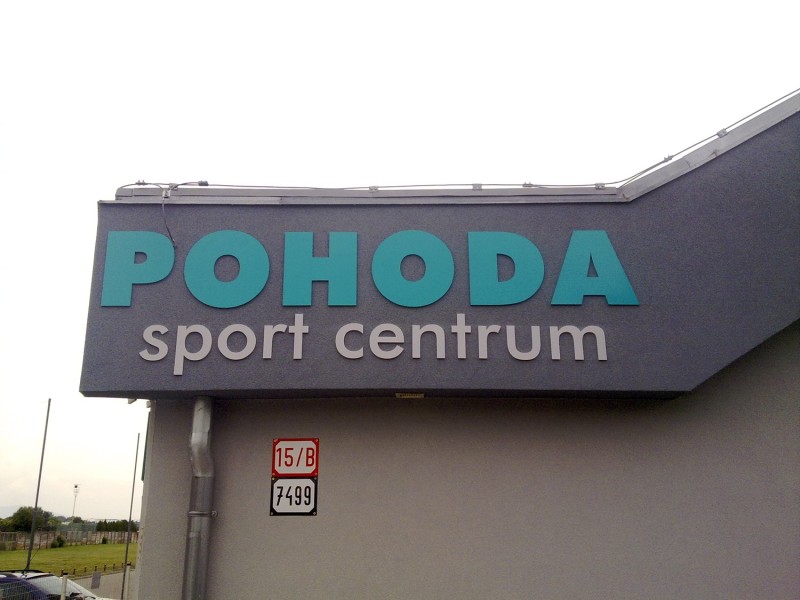 POHODA
sport centrum
15/B
7499